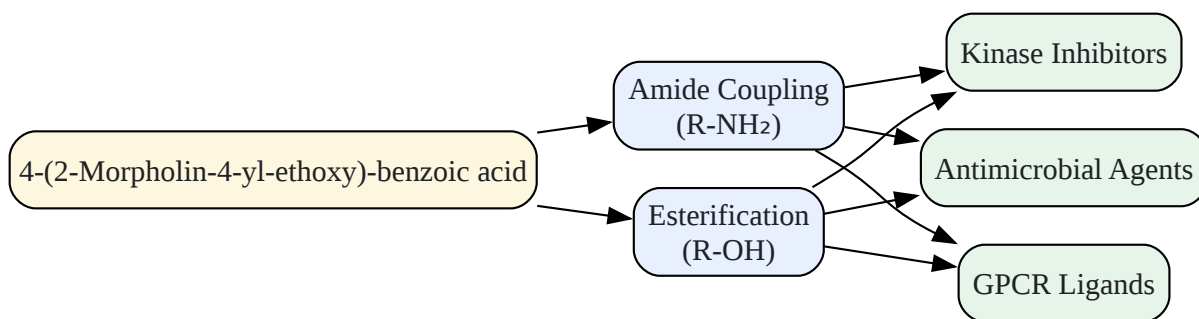 4-(2-Morpholin-4-yl-ethoxy)-benzoic acid
Amide Coupling
(R-NH₂)
Esterification
(R-OH)
Kinase Inhibitors
Antimicrobial Agents
GPCR Ligands